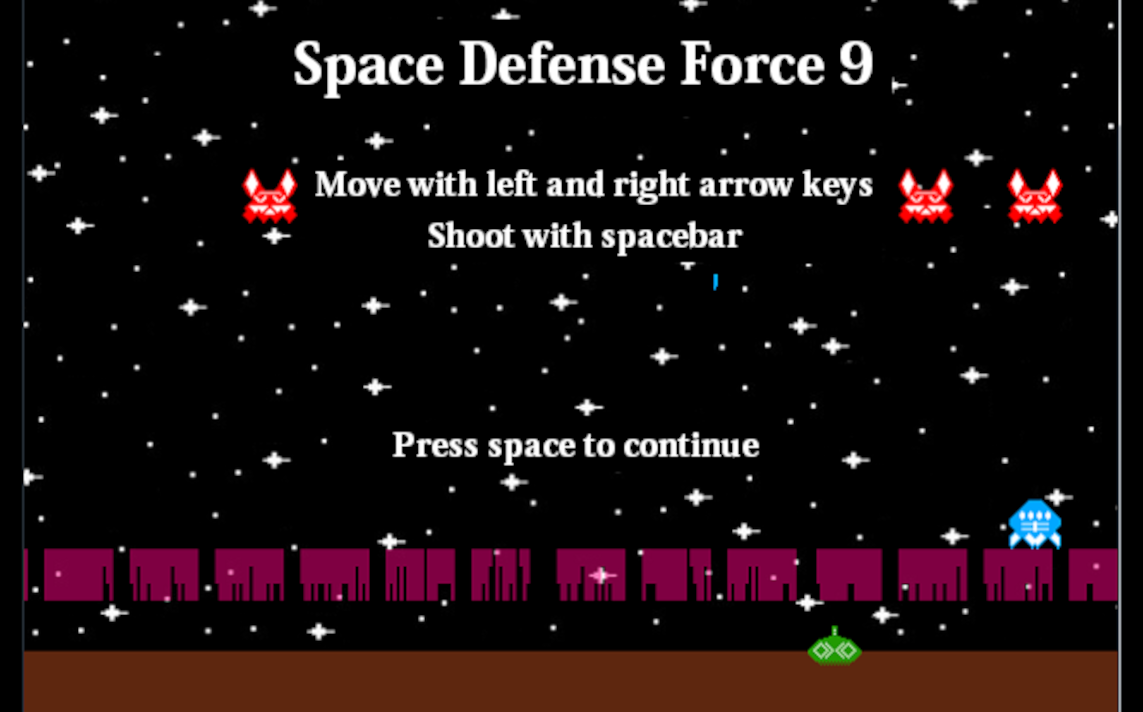 Space Defense Force 9
Move with left and right arrow keys
Shoot with spacebar
Press space to continue